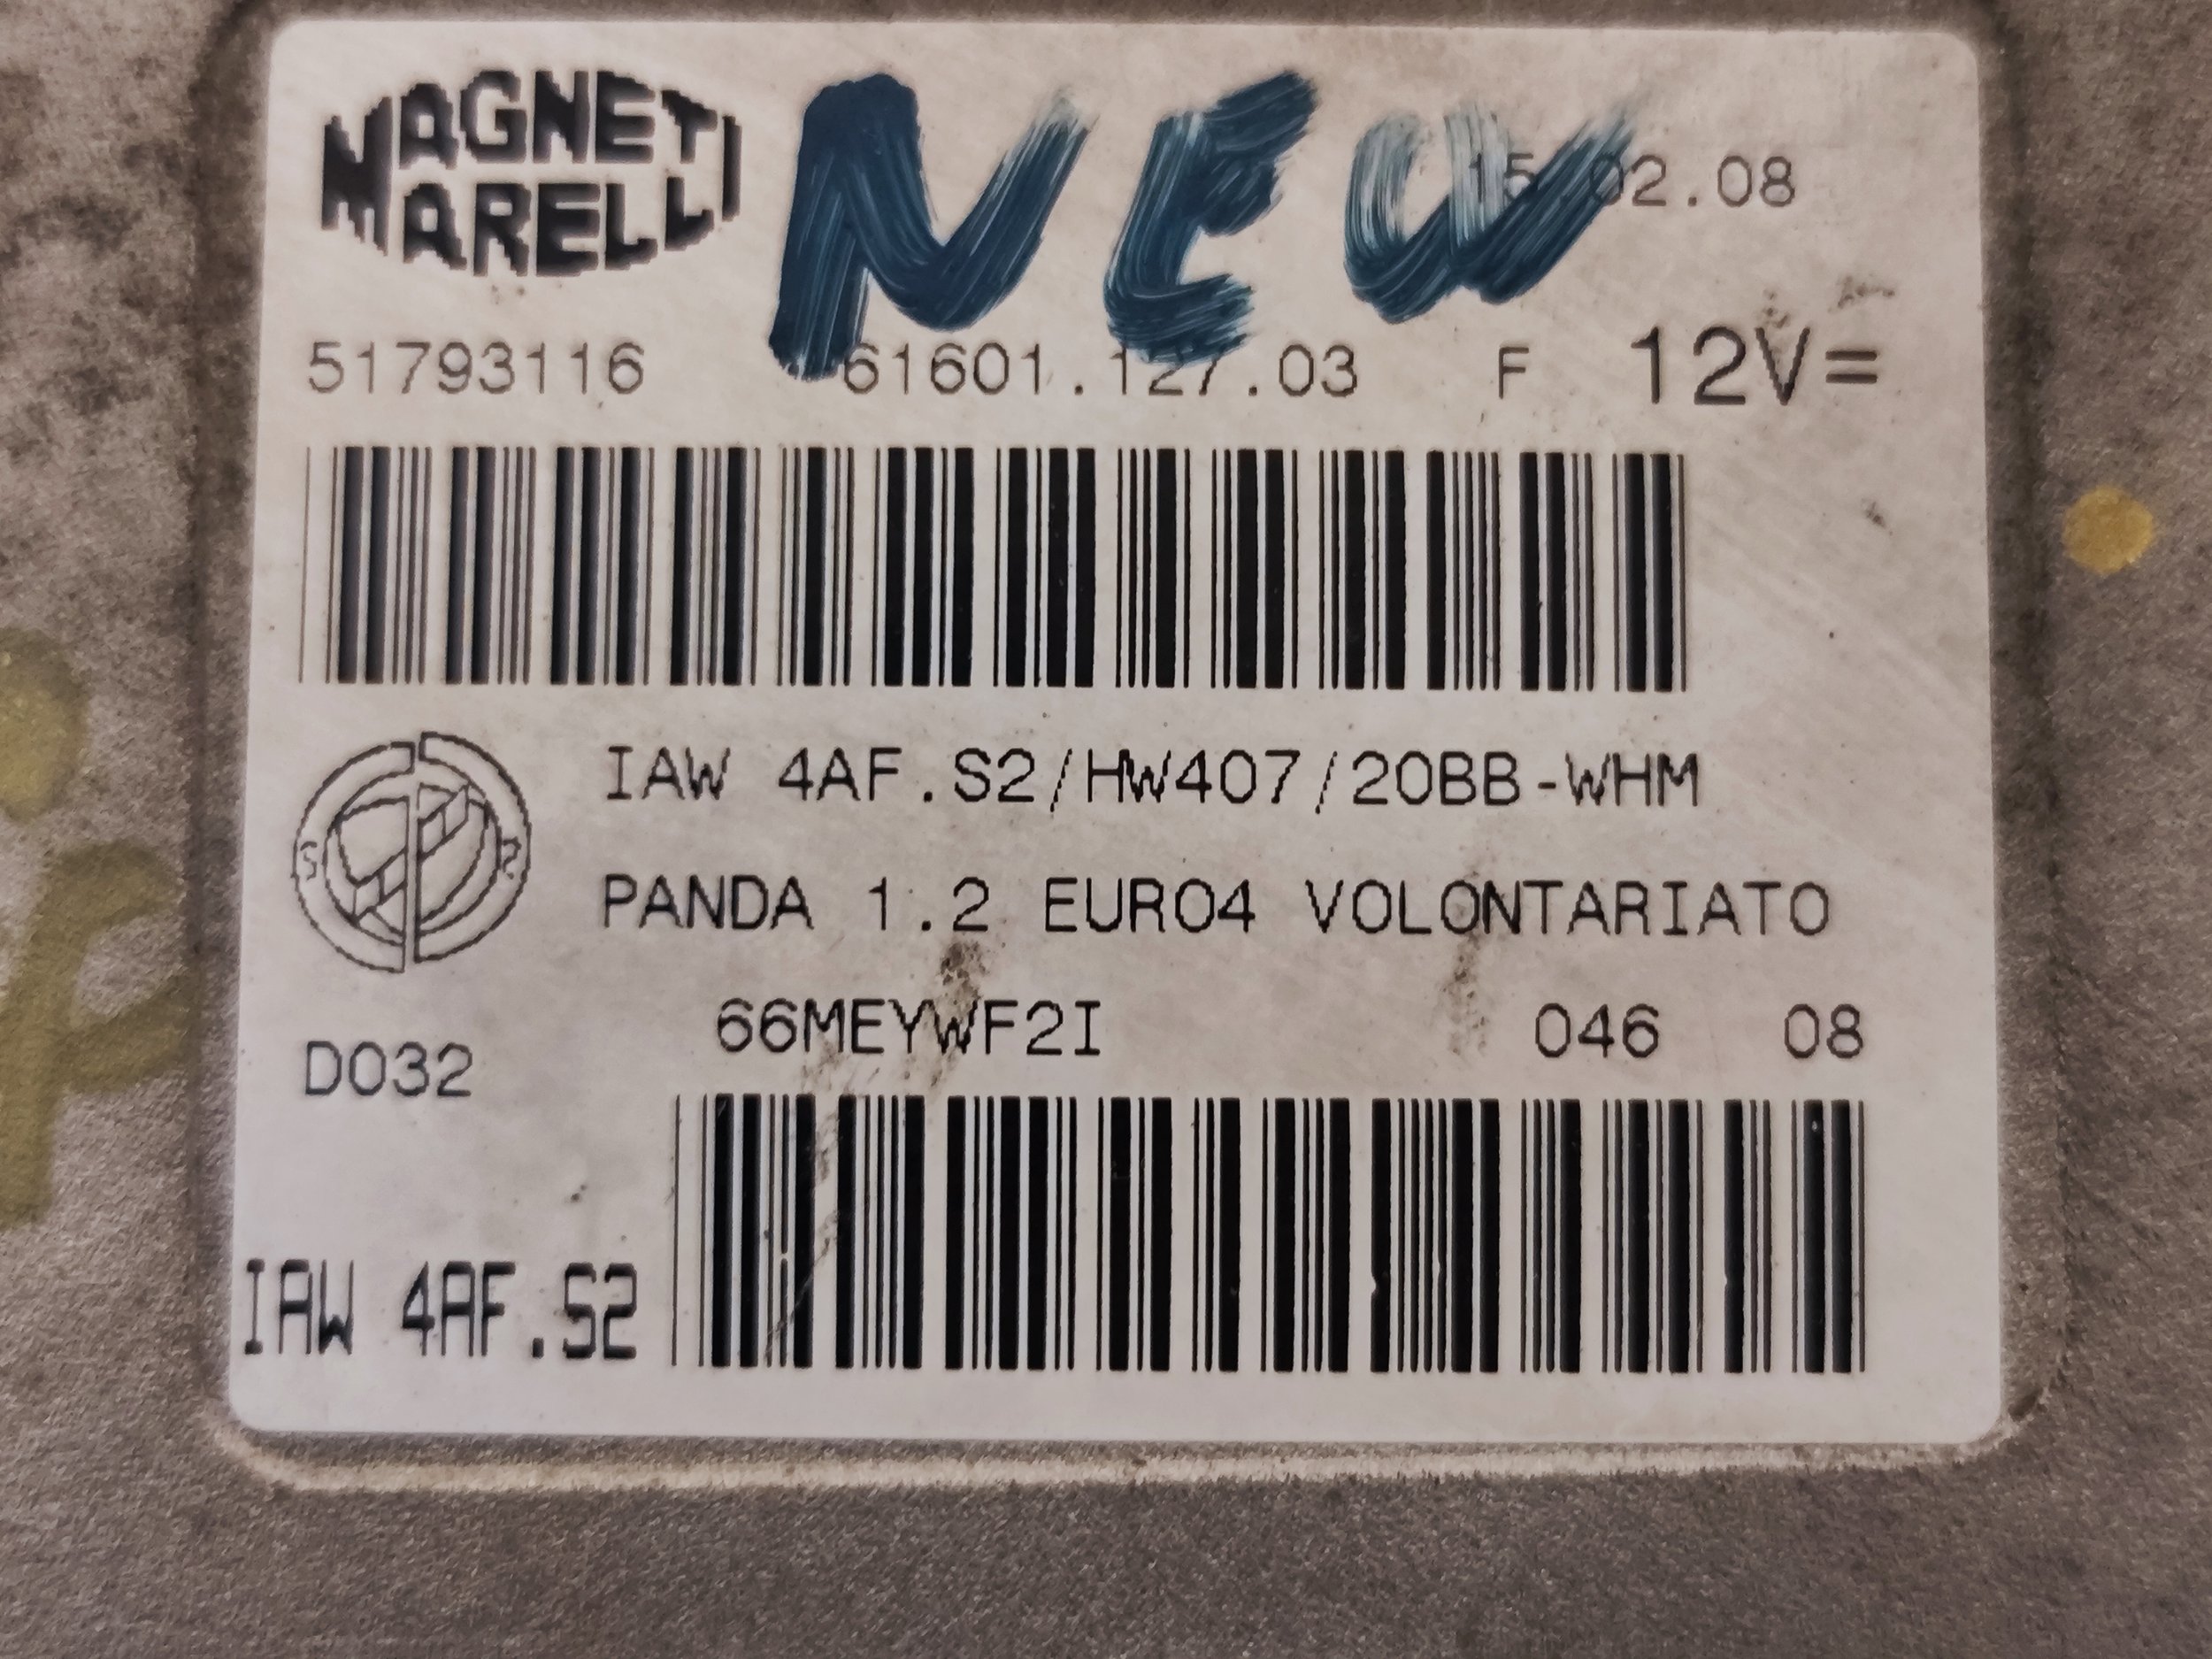 MAGNETI
MARELLI
NEW
15.02.08
51793116 61601.127.03 F 12V=
IAW 4AF.S2/HW407/20BB-WHM
S R
PANDA 1.2 EURO4 VOLONTARIATO
66MEYWF2I 046 08
D032
IAW 4AF.S2